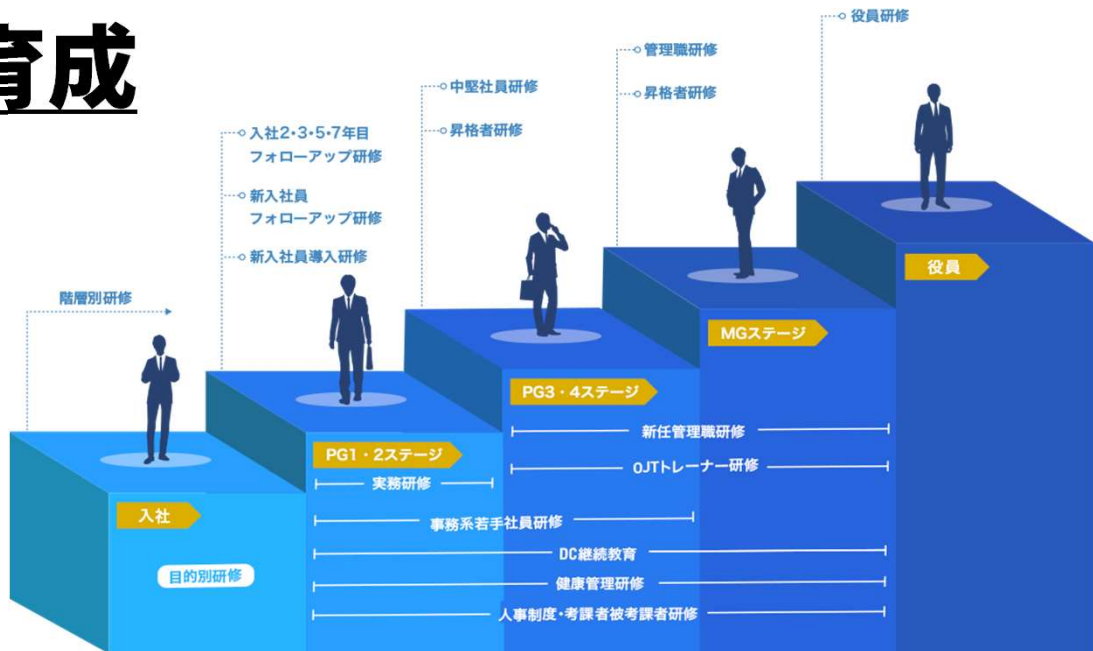 育成
役員研修
管理職研修
昇格者研修
中堅社員研修
昇格者研修
入社2・3・5・7年目
フォローアップ研修
新入社員
フォローアップ研修
新入社員導入研修
階層別研修
役員
MGステージ
PG3・4ステージ
PG1・2ステージ
入社
新任管理職研修
OJTトレーナー研修
実務研修
事務系若手社員研修
DC継続教育
目的別研修
健康管理研修
人事制度・考課者被考課者研修